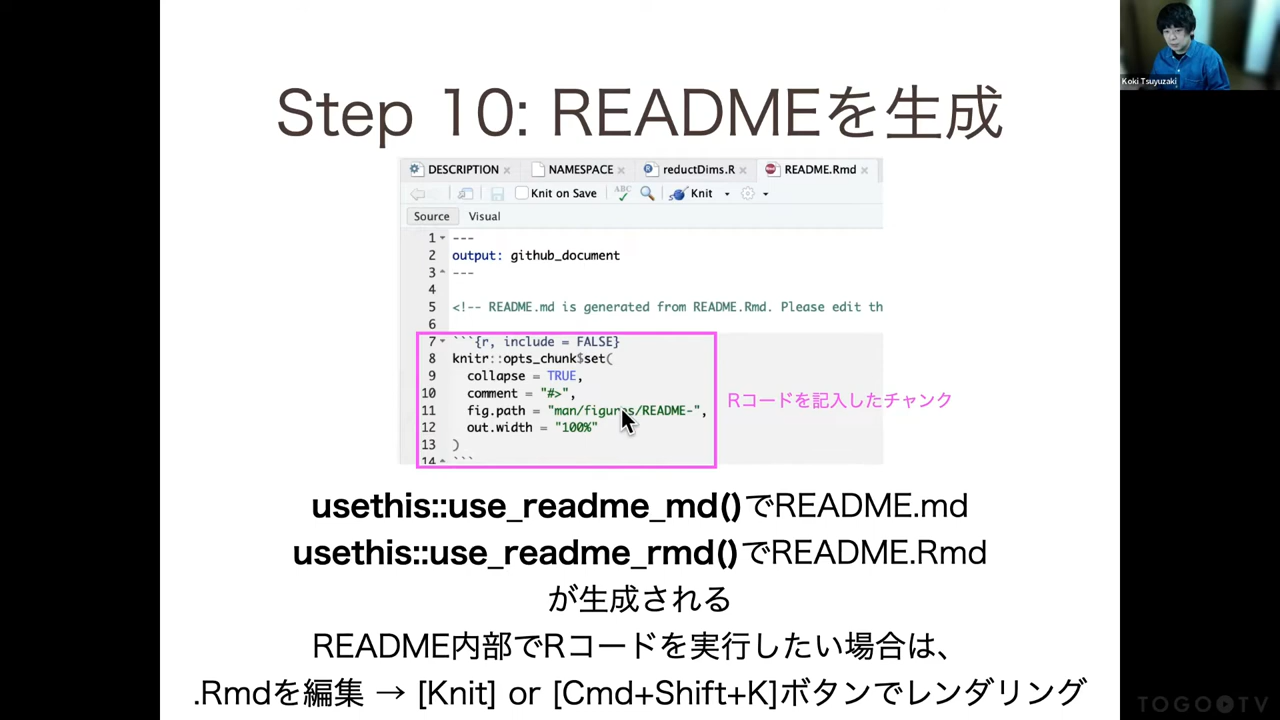 Koki Tsuyuzaki
Step 10: READMEを生成
DESCRIPTION × NAMESPACE × reductDims.R × README.Rmd ×
Knit on Save ABC Knit
Source Visual
1 ---
2 output: github_document
3 ---
4
5 <!-- README.md is generated from README.Rmd. Please edit th
6
7 ```{r, include = FALSE}
8 knitr::opts_chunk$set(
9 collapse = TRUE,
10 comment = "#>",
11 fig.path = "man/figures/README-",
12 out.width = "100%"
13 )
14 ```
Rコードを記入したチャンク
usethis::use_readme_md()でREADME.md
usethis::use_readme_rmd()でREADME.Rmd
が生成される
README内部でRコードを実行したい場合は、
.Rmdを編集 → [Knit] or [Cmd+Shift+K]ボタンでレンダリング
TOGOTV